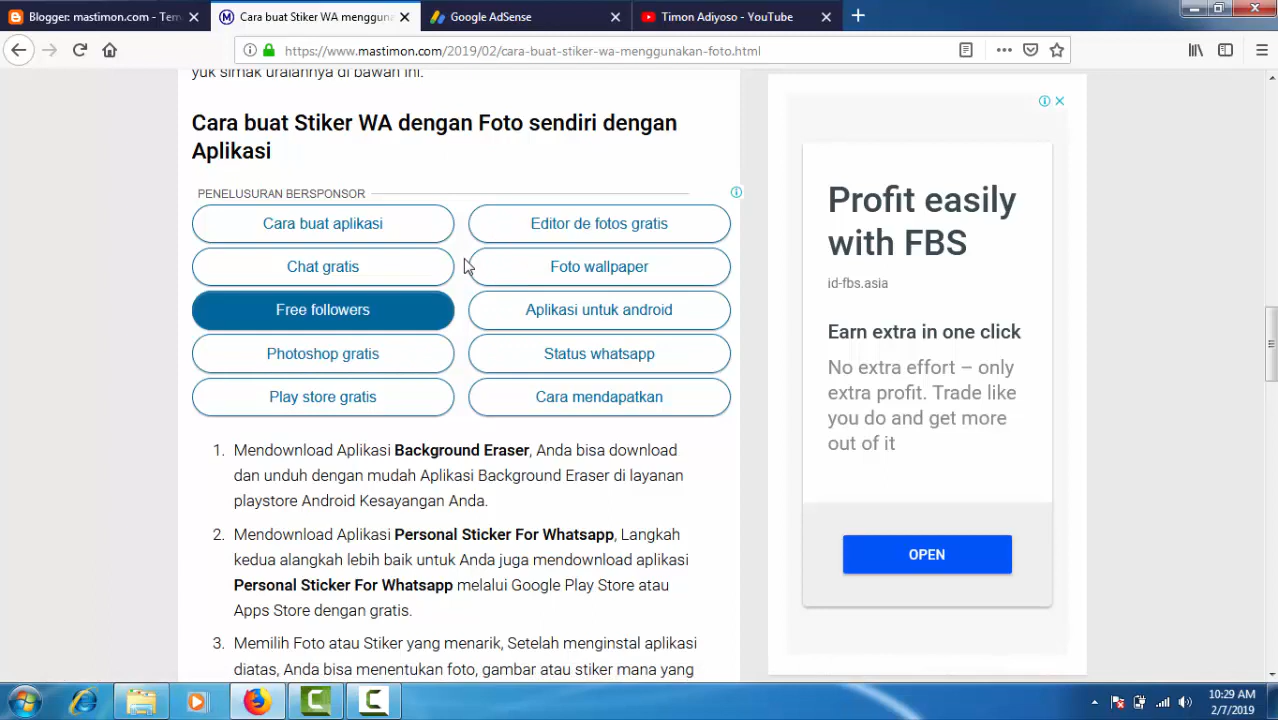 Blogger: mastimon.com - Tem
Cara buat Stiker WA mengguna
Google AdSense
Timon Adiyoso - YouTube
https://www.mastimon.com/2019/02/cara-buat-stiker-wa-menggunakan-foto.html
yuk simak uraiannya di bawah ini.
Cara buat Stiker WA dengan Foto sendiri dengan
Aplikasi
PENELUSURAN BERSPONSOR
Cara buat aplikasi
Editor de fotos gratis
Chat gratis
Foto wallpaper
Free followers
Aplikasi untuk android
Photoshop gratis
Status whatsapp
Play store gratis
Cara mendapatkan
1. Mendownload Aplikasi Background Eraser, Anda bisa download
dan unduh dengan mudah Aplikasi Background Eraser di layanan
playstore Android Kesayangan Anda.
2. Mendownload Aplikasi Personal Sticker For Whatsapp, Langkah
kedua alangkah lebih baik untuk Anda juga mendownload aplikasi
Personal Sticker For Whatsapp melalui Google Play Store atau
Apps Store dengan gratis.
3. Memilih Foto atau Stiker yang menarik, Setelah menginstal aplikasi
diatas, Anda bisa menentukan foto, gambar atau stiker mana yang
Profit easily
with FBS
id-fbs.asia
Earn extra in one click
No extra effort – only
extra profit. Trade like
you do and get more
out of it
OPEN
10:29 AM
2/7/2019